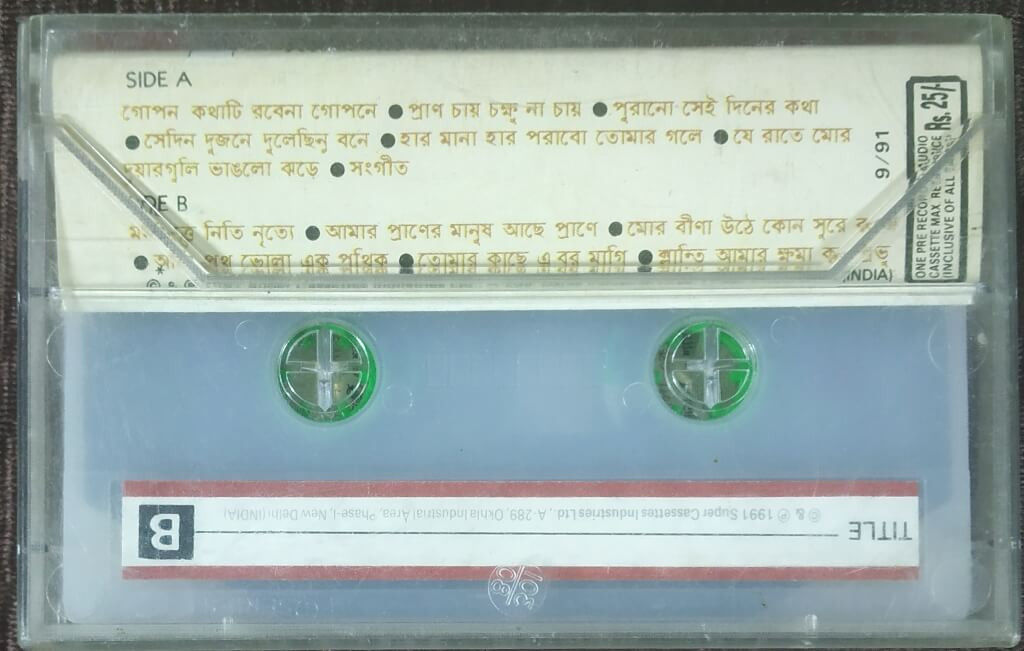 SIDE A
গোপন কথাটি রবেনা গোপনে ● প্রাণ চায় চক্ষু না চায় ● পুরানো সেই দিনের কথা
● সেদিন দুজনে দুলেছিনু বনে ● হার মানা হার পরাবো তোমার গলে ● যে রাতে মোর
দুয়ারগুলি ভাঙলো ঝড়ে ● সংগীত
SIDE B
নিতি নৃত্যে ● আমার প্রাণের মানুষ আছে প্রাণে ● মোর বীণা উঠে কোন সুরে
● পথ ভোলা এক পথিক ● তোমার কাছে এ বর মাগি ● ক্লান্তি আমার ক্ষমা
(INDIA)
9/91
ONE PRE RECORDED AUDIO
CASSETTE MAX. RE PRICE Rs. 25/-
(INCLUSIVE OF ALL
TITLE
B
© & ℗ 1991 Super Cassettes Industries Ltd., A-289, Okhla Industrial Area, Phase-I, New Delhi (INDIA)